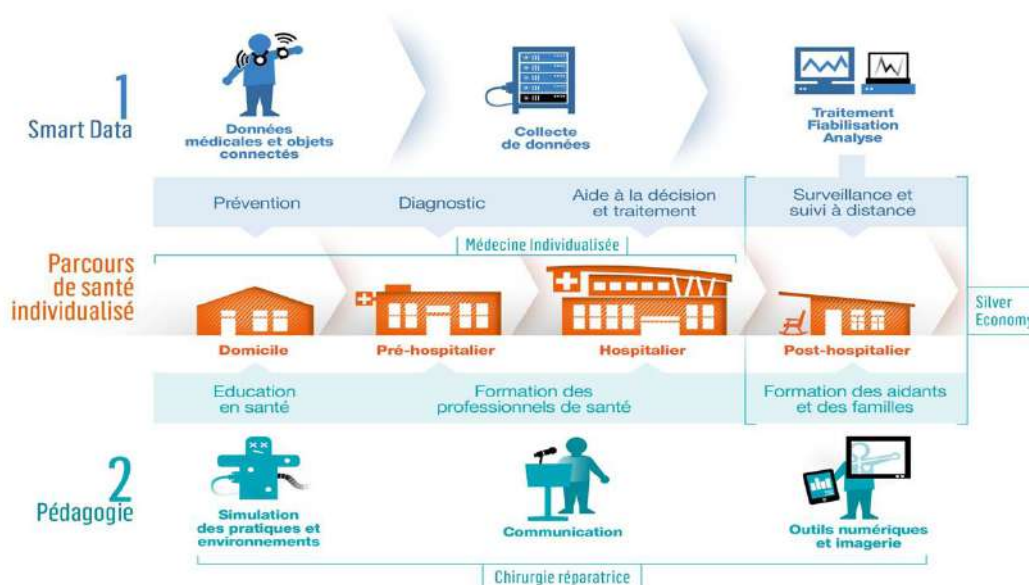 1
Smart Data
Données
médicales et objets
connectés
Collecte
de données
Traitement
Fiabilisation
Analyse
Prévention
Diagnostic
Aide à la décision
et traitement
Surveillance et
suivi à distance
Médecine Individualisée
Parcours
de santé
individualisé
Domicile
Pré-hospitalier
Hospitalier
Post-hospitalier
Silver
Economy
Education
en santé
Formation des
professionnels de santé
Formation des aidants
et des familles
2
Pédagogie
Simulation
des pratiques et
environnements
Communication
Outils numériques
et imagerie
Chirurgie réparatrice